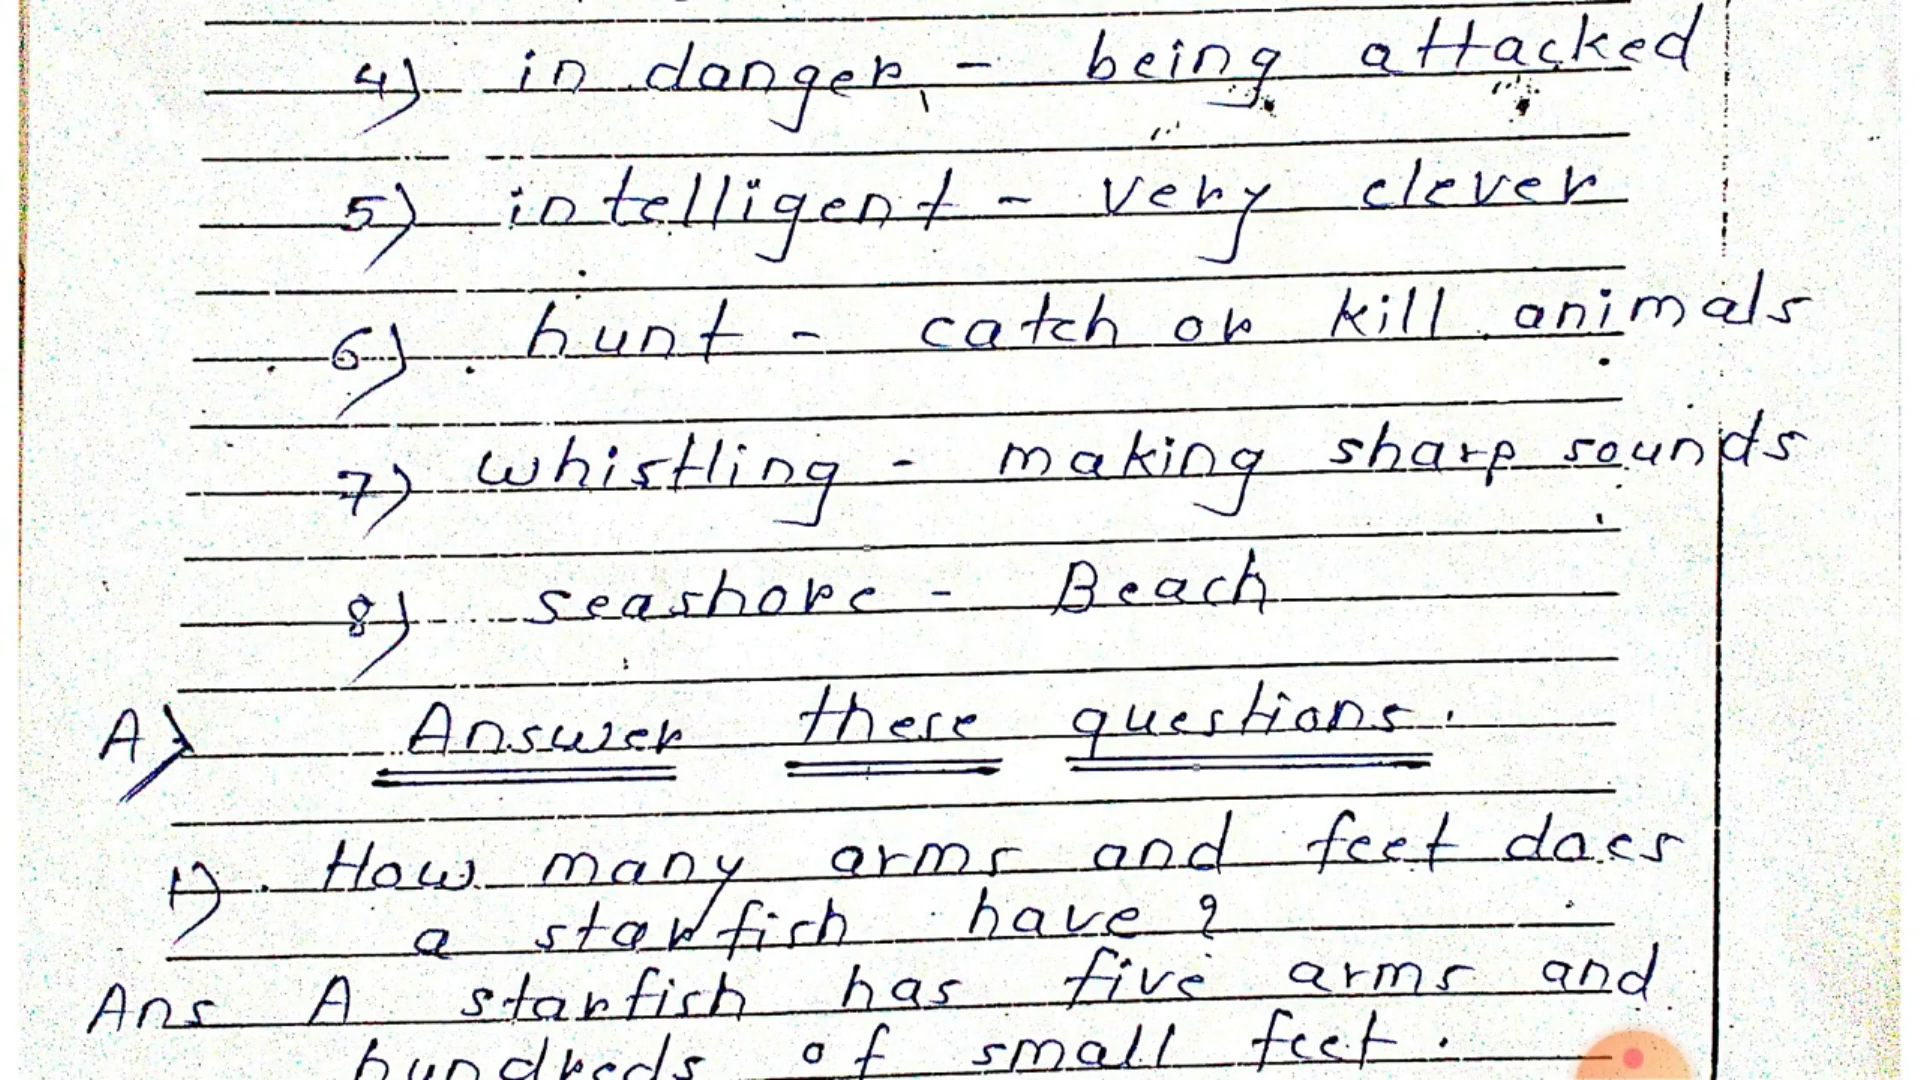 4) in danger - being attacked
5) intelligent - very clever
6) hunt - catch or kill animals
7) whistling - making sharp sounds
8) seashore - Beach
A) Answer these questions.
1). How many arms and feet does
a starfish have?
Ans A starfish has five arms and
hundreds of small feet.